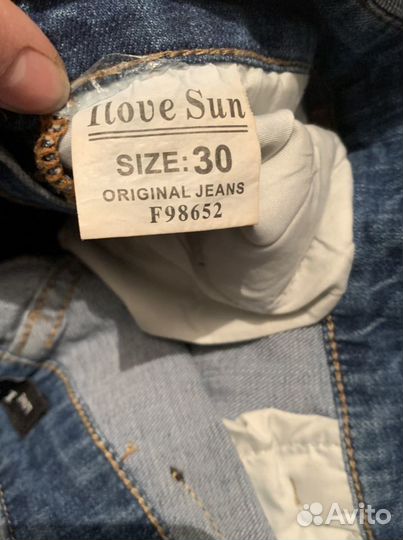 Ilove Sun
SIZE: 30
ORIGINAL JEANS
F98652
Avito